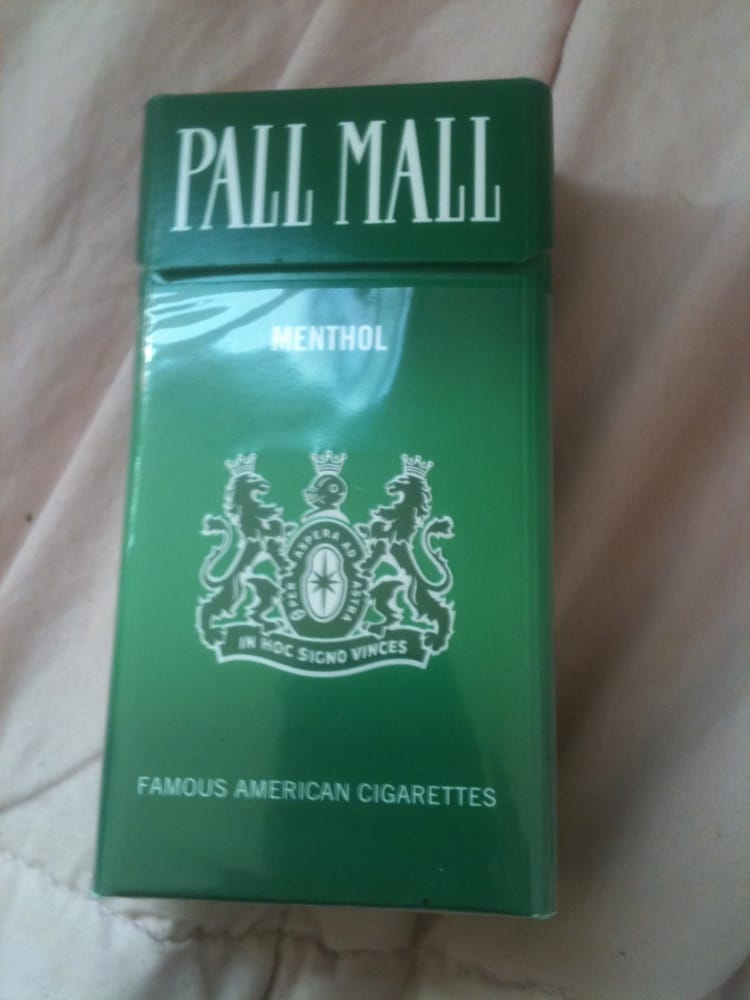 PALL MALL
MENTHOL
PER ASPERA AD ASTRA
IN HOC SIGNO VINCES
FAMOUS AMERICAN CIGARETTES